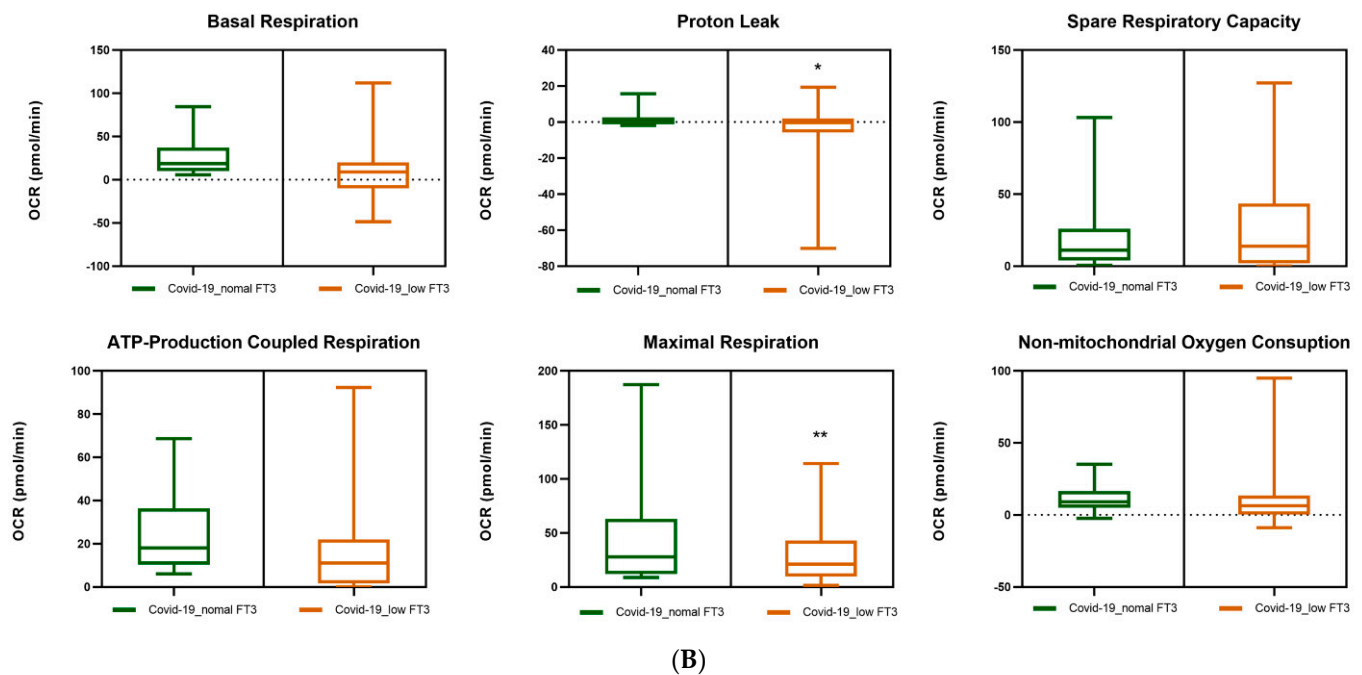 Basal Respiration
OCR (pmol/min)
150
100
50
0
-50
-100
Covid-19_nomal FT3 Covid-19_low FT3
Proton Leak
OCR (pmol/min)
40
20
0
-20
-40
-60
-80
*
Covid-19_nomal FT3 Covid-19_low FT3
Spare Respiratory Capacity
OCR (pmol/min)
150
100
50
0
Covid-19_nomal FT3 Covid-19_low FT3
ATP-Production Coupled Respiration
OCR (pmol/min)
100
80
60
40
20
0
Covid-19_nomal FT3 Covid-19_low FT3
Maximal Respiration
OCR (pmol/min)
200
150
100
50
0
**
Covid-19_nomal FT3 Covid-19_low FT3
Non-mitochondrial Oxygen Consuption
OCR (pmol/min)
100
50
0
-50
Covid-19_nomal FT3 Covid-19_low FT3
(B)